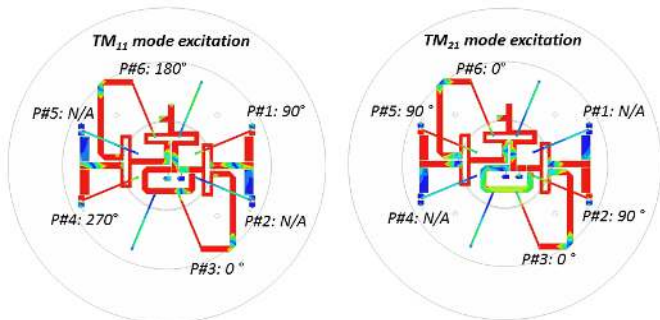 TM11 mode excitation
P#6: 180°
P#5: N/A
P#1: 90°
P#4: 270°
P#2: N/A
P#3: 0 °
TM21 mode excitation
P#6: 0°
P#5: 90 °
P#1: N/A
P#4: N/A
P#2: 90°
P#3: 0 °